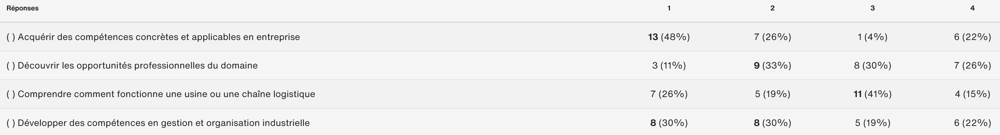 Réponses 1 2 3 4
( ) Acquérir des compétences concrètes et applicables en entreprise 13 (48%) 7 (26%) 1 (4%) 6 (22%)
( ) Découvrir les opportunités professionnelles du domaine 3 (11%) 9 (33%) 8 (30%) 7 (26%)
( ) Comprendre comment fonctionne une usine ou une chaîne logistique 7 (26%) 5 (19%) 11 (41%) 4 (15%)
( ) Développer des compétences en gestion et organisation industrielle 8 (30%) 8 (30%) 5 (19%) 6 (22%)